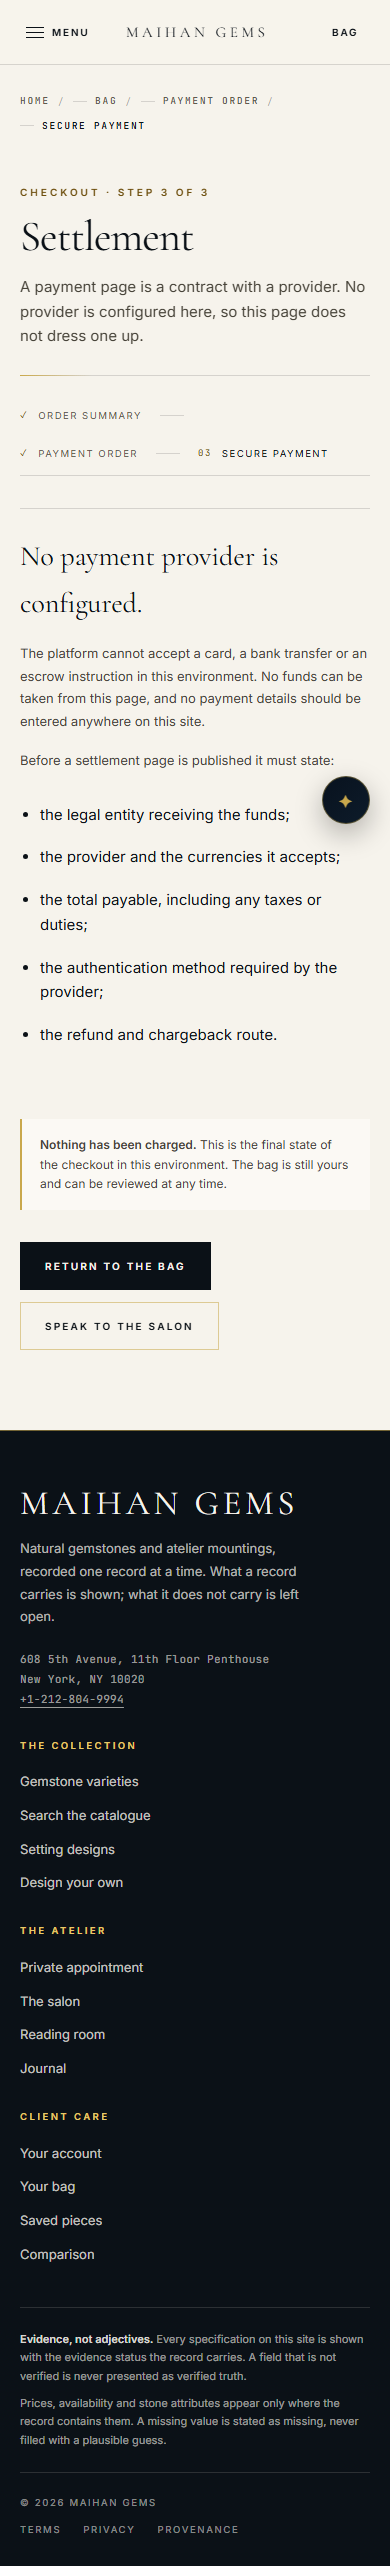 MENU
MAIHAN GEMS
BAG
HOME / — BAG / — PAYMENT ORDER /
— SECURE PAYMENT
CHECKOUT · STEP 3 OF 3
Settlement
A payment page is a contract with a provider. No
provider is configured here, so this page does
not dress one up.
✓ ORDER SUMMARY
✓ PAYMENT ORDER
03 SECURE PAYMENT
No payment provider is
configured.
The platform cannot accept a card, a bank transfer or an
escrow instruction in this environment. No funds can be
taken from this page, and no payment details should be
entered anywhere on this site.
Before a settlement page is published it must state:
• the legal entity receiving the funds;
• the provider and the currencies it accepts;
• the total payable, including any taxes or
duties;
• the authentication method required by the
provider;
• the refund and chargeback route.
Nothing has been charged. This is the final state of
the checkout in this environment. The bag is still yours
and can be reviewed at any time.
RETURN TO THE BAG
SPEAK TO THE SALON
MAIHAN GEMS
Natural gemstones and atelier mountings,
recorded one record at a time. What a record
carries is shown; what it does not carry is left
open.
608 5th Avenue, 11th Floor Penthouse
New York, NY 10020
+1-212-804-9994
THE COLLECTION
Gemstone varieties
Search the catalogue
Setting designs
Design your own
THE ATELIER
Private appointment
The salon
Reading room
Journal
CLIENT CARE
Your account
Your bag
Saved pieces
Comparison
Evidence, not adjectives. Every specification on this site is shown
with the evidence status the record carries. A field that is not
verified is never presented as verified truth.
Prices, availability and stone attributes appear only where the
record contains them. A missing value is stated as missing, never
filled with a plausible guess.
© 2026 MAIHAN GEMS
TERMS PRIVACY PROVENANCE